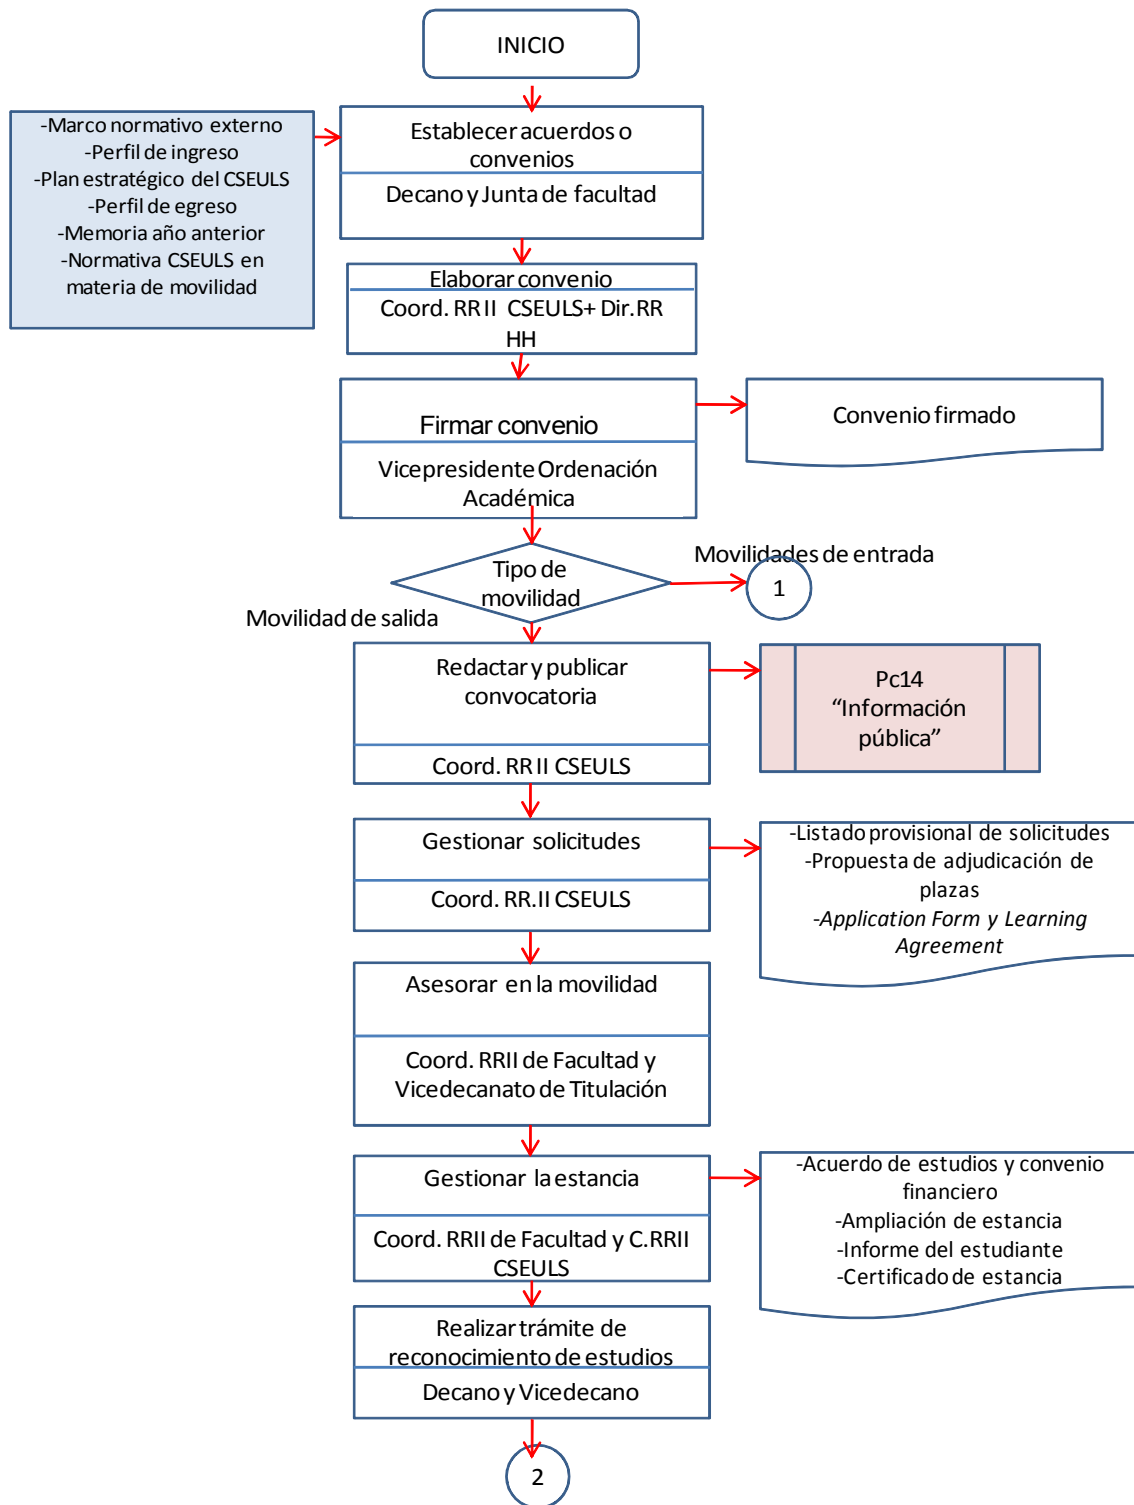 INICIO
-Marco normativo externo
-Perfil de ingreso
-Plan estratégico del CSEULS
-Perfil de egreso
-Memoria año anterior
-Normativa CSEULS en
materia de movilidad
Establecer acuerdos o
convenios
Decano y Junta de facultad
Elaborar convenio
Coord. RR II CSEULS+ Dir.RR
HH
Firmar convenio
Vicepresidente Ordenación
Académica
Convenio firmado
Tipo de
movilidad
Movilidades de entrada
1
Movilidad de salida
Redactar y publicar
convocatoria
Coord. RR II CSEULS
Pc14
“Información
pública”
Gestionar solicitudes
Coord. RR.II CSEULS
-Listado provisional de solicitudes
-Propuesta de adjudicación de
plazas
-Application Form y Learning
Agreement
Asesorar en la movilidad
Coord. RRII de Facultad y
Vicedecanato de Titulación
Gestionar la estancia
Coord. RRII de Facultad y C.RRII
CSEULS
-Acuerdo de estudios y convenio
financiero
-Ampliación de estancia
-Informe del estudiante
-Certificado de estancia
Realizar trámite de
reconocimiento de estudios
Decano y Vicedecano
2